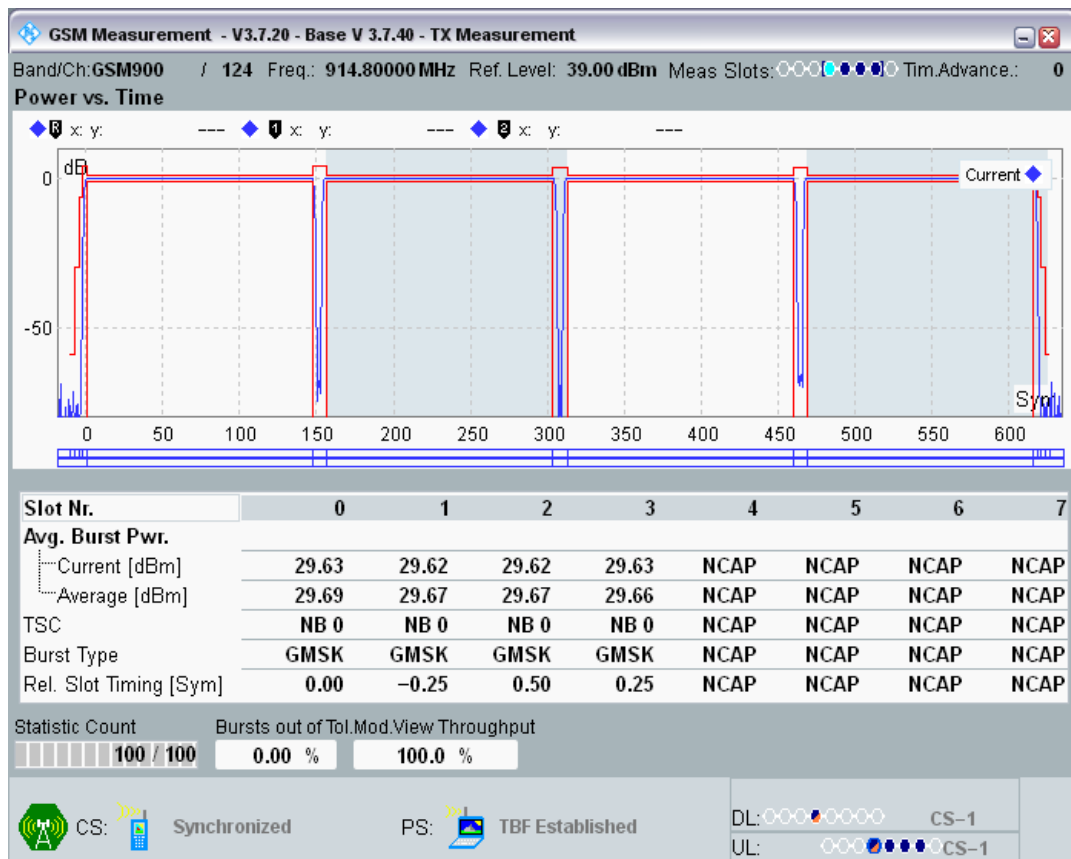 GSM Measurement - V3.7.20 - Base V 3.7.40 - TX Measurement
Band/Ch:GSM900 / 124 Freq.: 914.80000 MHz Ref. Level: 39.00 dBm Meas Slots: Tim.Advance.: 0
Power vs. Time
R x: y: --- 1 x: y: --- 2 x: y: ---
dB
Current
0
-50
Sym
0 50 100 150 200 250 300 350 400 450 500 550 600
Slot Nr. 0 1 2 3 4 5 6 7
Avg. Burst Pwr.
Current [dBm] 29.63 29.62 29.62 29.63 NCAP NCAP NCAP NCAP
Average [dBm] 29.69 29.67 29.67 29.66 NCAP NCAP NCAP NCAP
TSC NB 0 NB 0 NB 0 NB 0 NCAP NCAP NCAP NCAP
Burst Type GMSK GMSK GMSK GMSK NCAP NCAP NCAP NCAP
Rel. Slot Timing [Sym] 0.00 −0.25 0.50 0.25 NCAP NCAP NCAP NCAP
Statistic Count Bursts out of Tol.Mod.View Throughput
100 / 100 0.00 % 100.0 %
CS: Synchronized PS: TBF Established
DL: CS−1
UL: CS−1